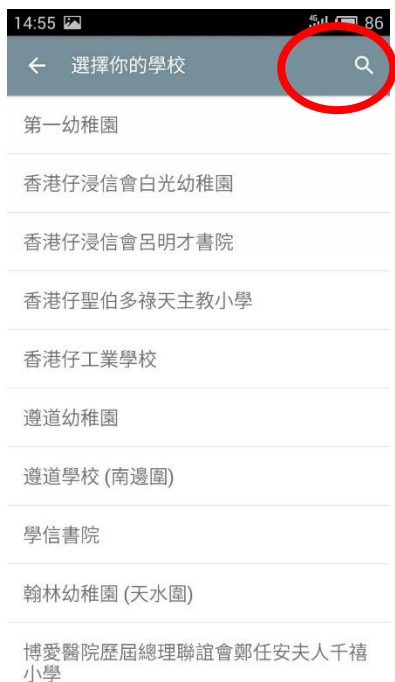 14:55 4G 86
選擇你的學校
第一幼稚園
香港仔浸信會白光幼稚園
香港仔浸信會呂明才書院
香港仔聖伯多祿天主教小學
香港仔工業學校
遵道幼稚園
遵道學校 (南邊圍)
學信書院
翰林幼稚園 (天水圍)
博愛醫院歷屆總理聯誼會鄭任安夫人千禧
小學